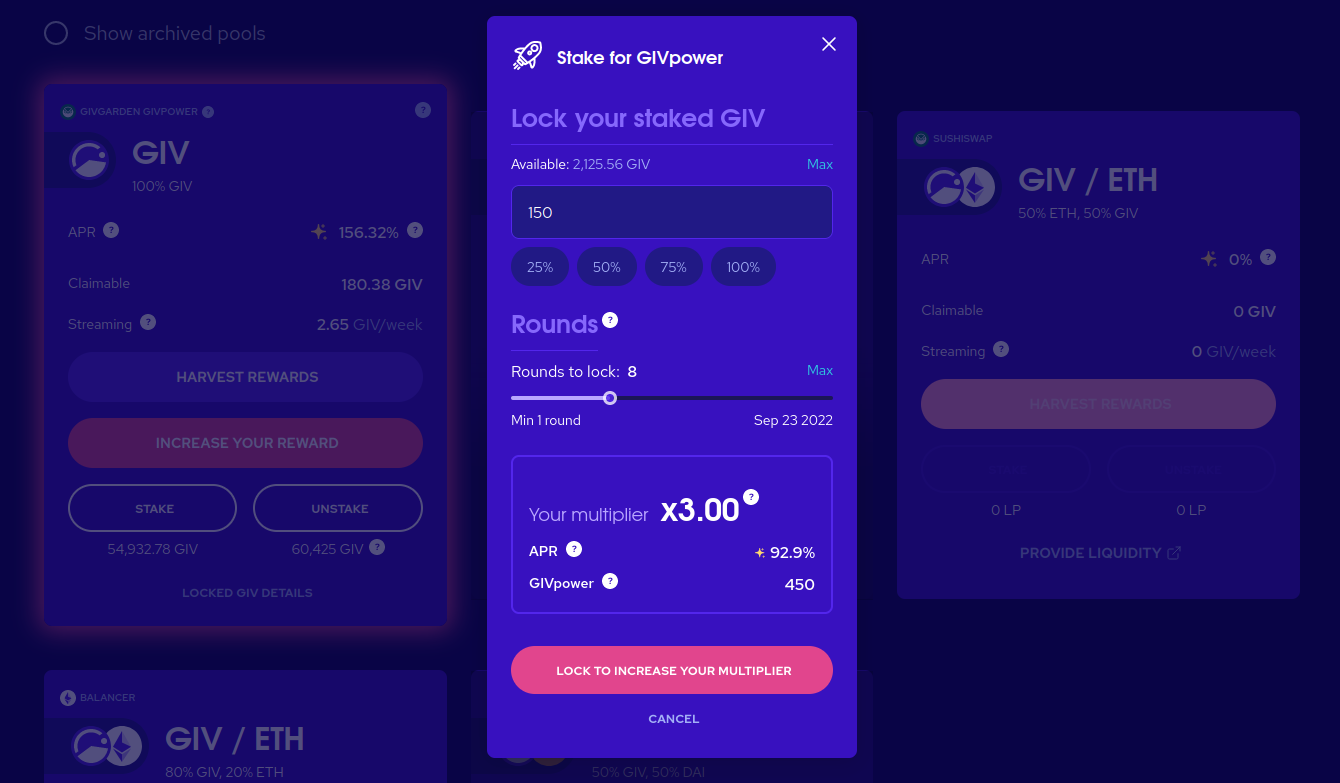 Show archived pools
GIVGARDEN GIVPOWER ?
?
GIV
100% GIV
APR ? 156.32% ?
Claimable 180.38 GIV
Streaming ? 2.65 GIV/week
HARVEST REWARDS
INCREASE YOUR REWARD
STAKE UNSTAKE
54,932.78 GIV 60,425 GIV ?
LOCKED GIV DETAILS
BALANCER
GIV / ETH
80% GIV, 20% ETH
Stake for GIVpower
Lock your staked GIV
Available: 2,125.56 GIV Max
150
25% 50% 75% 100%
Rounds ?
Rounds to lock: 8 Max
Min 1 round Sep 23 2022
Your multiplier x3.00 ?
APR ? 92.9%
GIVpower ? 450
LOCK TO INCREASE YOUR MULTIPLIER
CANCEL
50% GIV, 50% DAI
SUSHISWAP
GIV / ETH
50% ETH, 50% GIV
APR 0% ?
Claimable 0 GIV
Streaming ? 0 GIV/week
HARVEST REWARDS
0 LP 0 LP
PROVIDE LIQUIDITY